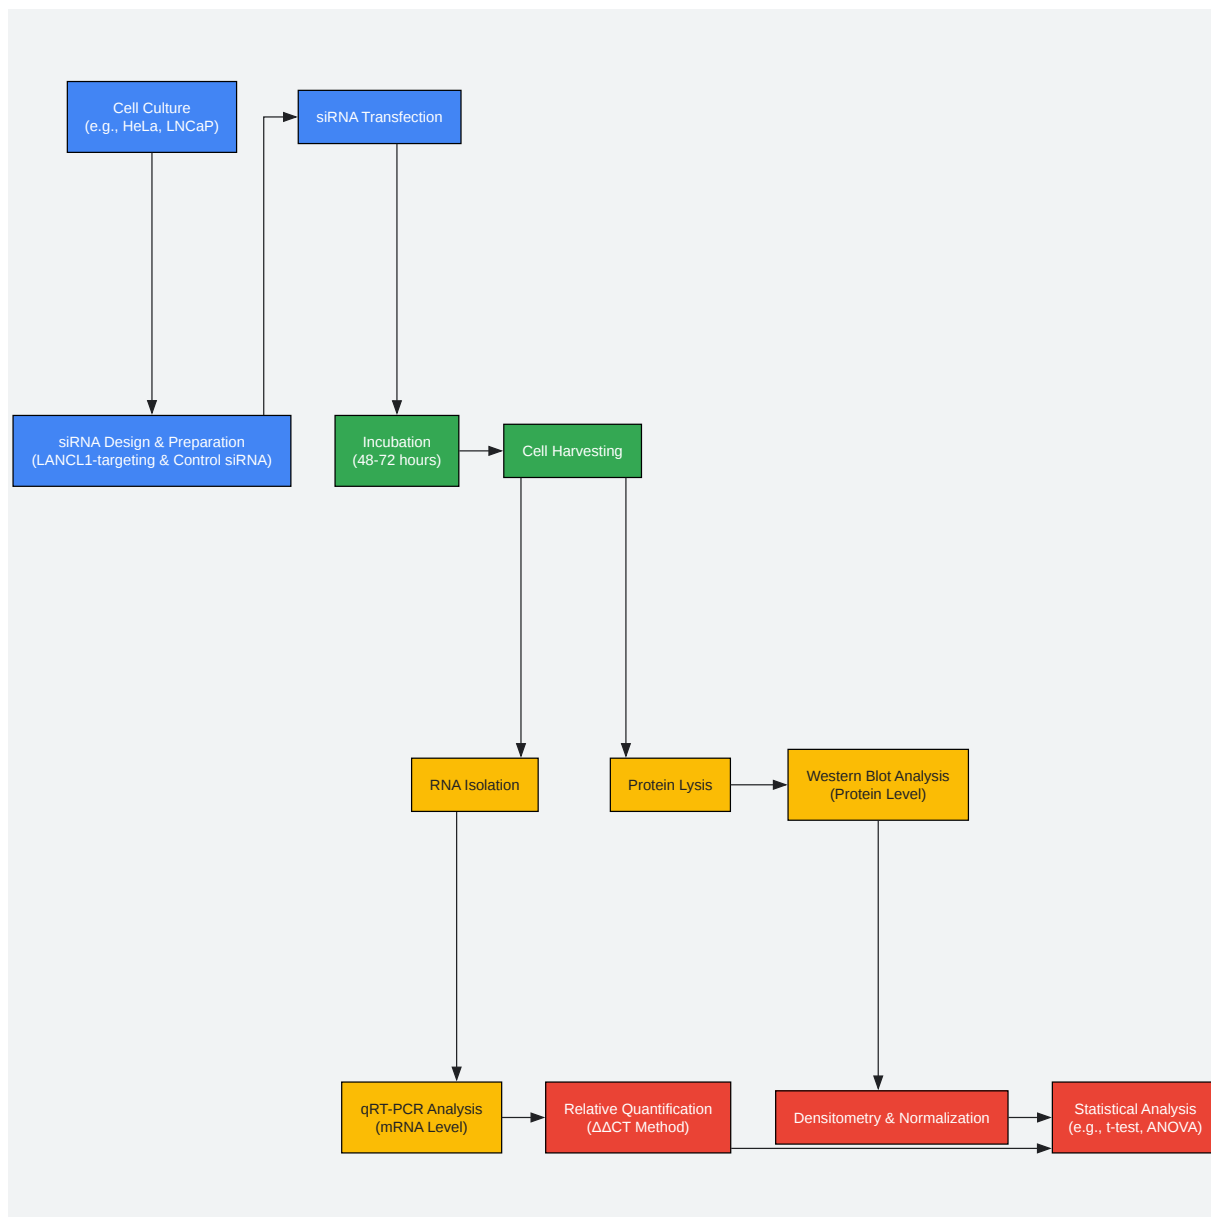 Cell Culture
(e.g., HeLa, LNCaP)
siRNA Transfection
siRNA Design & Preparation
(LANCL1-targeting & Control siRNA)
Incubation
(48-72 hours)
Cell Harvesting
RNA Isolation
Protein Lysis
Western Blot Analysis
(Protein Level)
qRT-PCR Analysis
(mRNA Level)
Relative Quantification
(ΔΔCT Method)
Densitometry & Normalization
Statistical Analysis
(e.g., t-test, ANOVA)